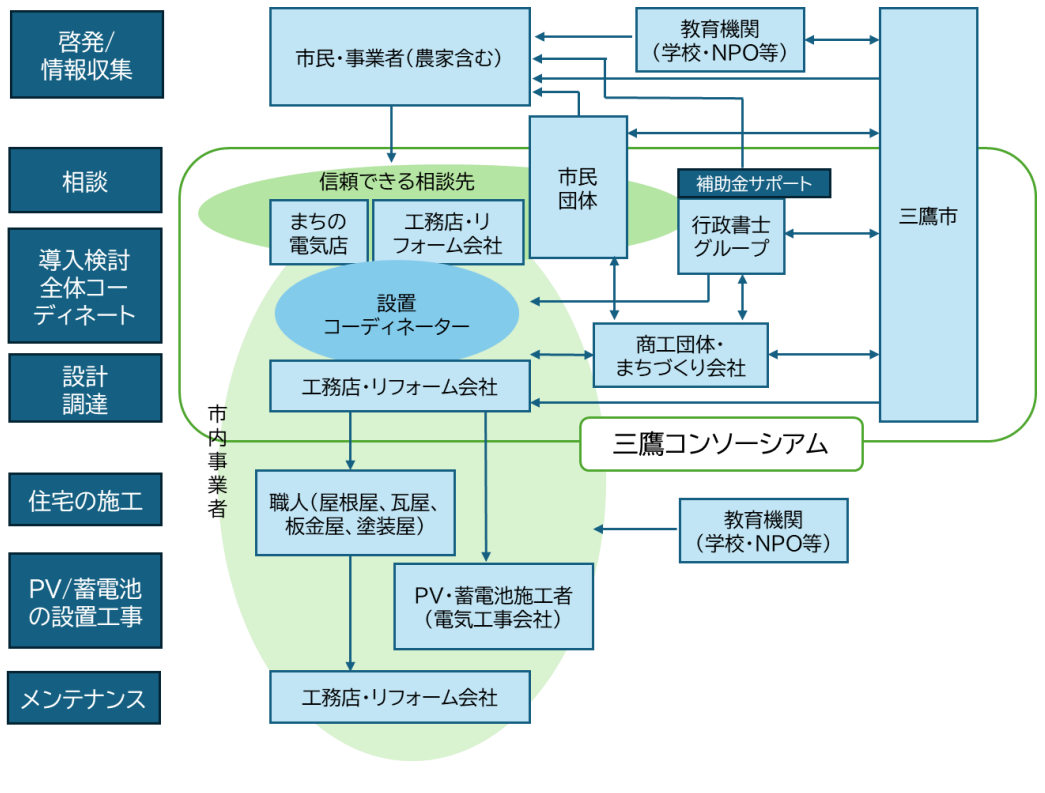 啓発/
情報収集
市民・事業者（農家含む）
教育機関
（学校・NPO等）
相談
信頼できる相談先
まちの
電気店
工務店・リ
フォーム会社
市民
団体
補助金サポート
行政書士
グループ
三鷹市
導入検討
全体コー
ディネート
設置
コーディネーター
商工団体・
まちづくり会社
設計
調達
工務店・リフォーム会社
三鷹コンソーシアム
市内事業者
住宅の施工
職人（屋根屋、瓦屋、
板金屋、塗装屋）
教育機関
（学校・NPO等）
PV/蓄電池
の設置工事
PV・蓄電池施工者
（電気工事会社）
メンテナンス
工務店・リフォーム会社